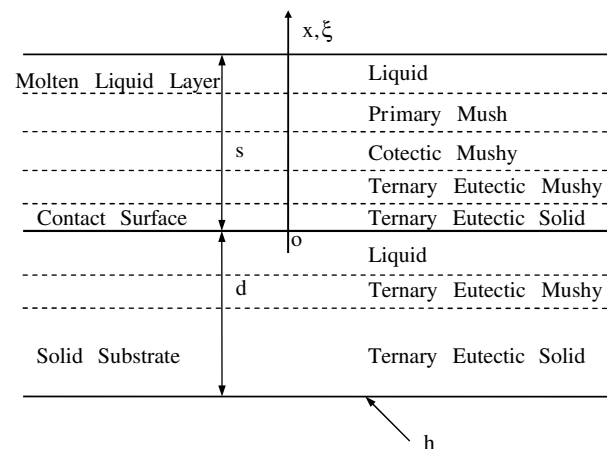 x, ξ
Molten Liquid Layer
Liquid
Primary Mush
s
Cotectic Mushy
Ternary Eutectic Mushy
Contact Surface
Ternary Eutectic Solid
o
Liquid
d
Ternary Eutectic Mushy
Solid Substrate
Ternary Eutectic Solid
h